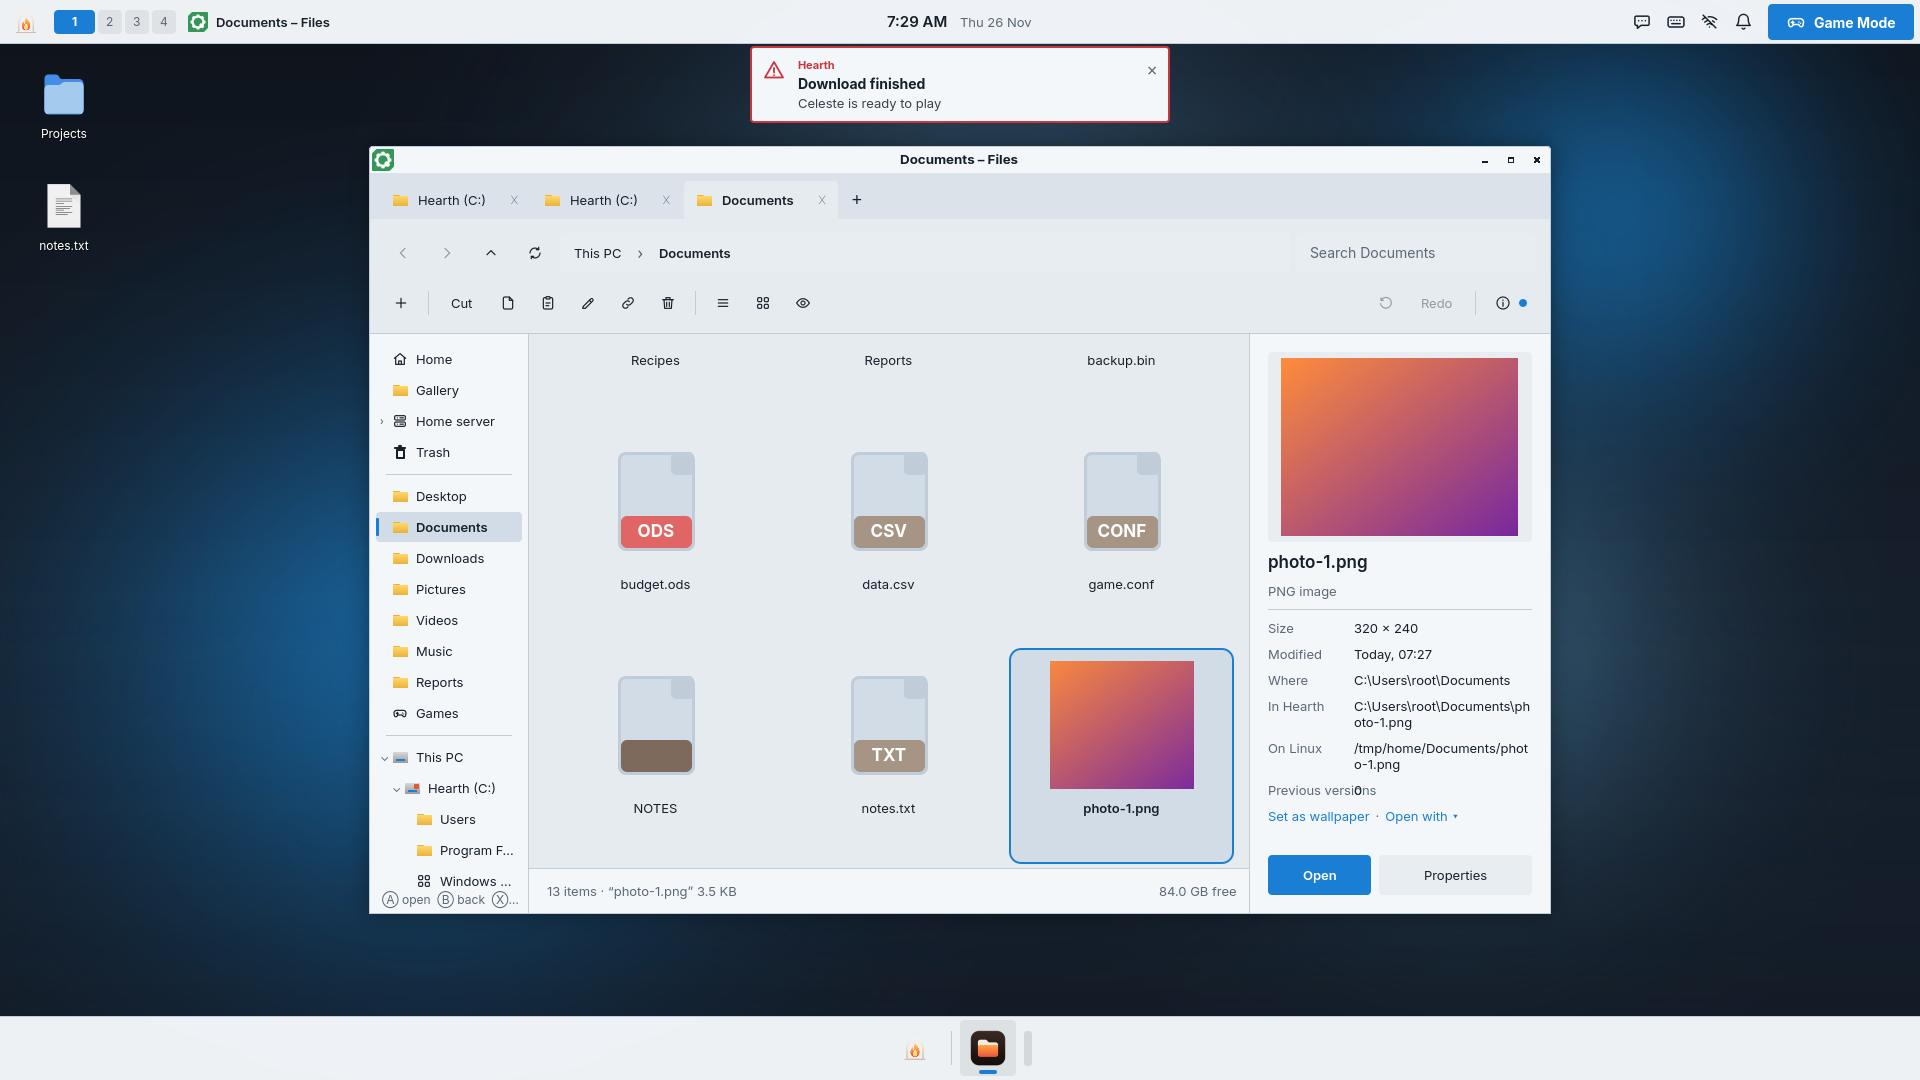 1 2 3 4 Documents – Files
7:29 AM Thu 26 Nov
Game Mode
Projects
notes.txt
Hearth
Download finished
Celeste is ready to play
Documents – Files
Hearth (C:) Hearth (C:) Documents
This PC › Documents
Search Documents
Cut
Redo
Home
Gallery
Home server
Trash
Desktop
Documents
Downloads
Pictures
Videos
Music
Reports
Games
This PC
Hearth (C:)
Users
Program F...
Windows ...
A open B back X...
Recipes Reports backup.bin
ODS CSV CONF
budget.ods data.csv game.conf
TXT
NOTES notes.txt photo-1.png
13 items · “photo-1.png” 3.5 KB
84.0 GB free
photo-1.png
PNG image
Size 320 × 240
Modified Today, 07:27
Where C:\Users\root\Documents
In Hearth C:\Users\root\Documents\ph
oto-1.png
On Linux /tmp/home/Documents/phot
o-1.png
Previous versions 0
Set as wallpaper · Open with
Open Properties